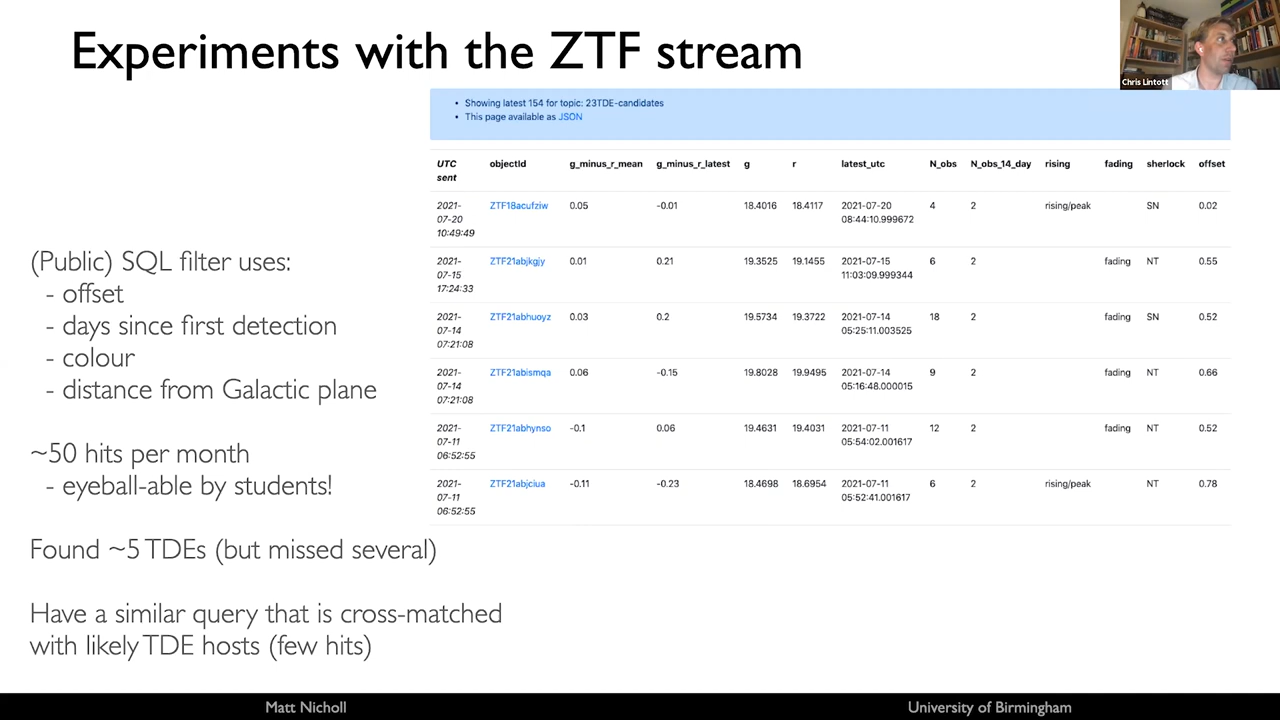 Experiments with the ZTF stream
Chris Lintott
Showing latest 154 for topic: 23TDE-candidates
This page available as JSON
UTC sent objectId g_minus_r_mean g_minus_r_latest g r latest_utc N_obs N_obs_14_day rising fading sherlock offset
2021-07-20 10:49:49 ZTF18acufziw 0.05 -0.01 18.4016 18.4117 2021-07-20 08:44:10.999672 4 2 rising/peak SN 0.02
2021-07-15 17:24:33 ZTF21abjkgjy 0.01 0.21 19.3525 19.1455 2021-07-15 11:03:09.999344 6 2 fading NT 0.55
2021-07-14 07:21:08 ZTF21abhuoyz 0.03 0.2 19.5734 19.3722 2021-07-14 05:25:11.003525 18 2 fading SN 0.52
2021-07-14 07:21:08 ZTF21abismqa 0.06 -0.15 19.8028 19.9495 2021-07-14 05:16:48.000015 9 2 fading NT 0.66
2021-07-11 06:52:55 ZTF21abhynso -0.1 0.06 19.4631 19.4031 2021-07-11 05:54:02.001617 12 2 fading NT 0.52
2021-07-11 06:52:55 ZTF21abjciua -0.11 -0.23 18.4698 18.6954 2021-07-11 05:52:41.001617 6 2 rising/peak NT 0.78
(Public) SQL filter uses:
- offset
- days since first detection
- colour
- distance from Galactic plane
~50 hits per month
- eyeball-able by students!
Found ~5 TDEs (but missed several)
Have a similar query that is cross-matched
with likely TDE hosts (few hits)
Matt Nicholl
University of Birmingham